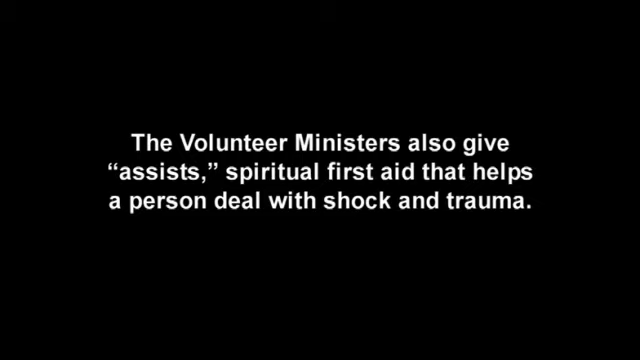 The Volunteer Ministers also give
“assists,” spiritual first aid that helps
a person deal with shock and trauma.